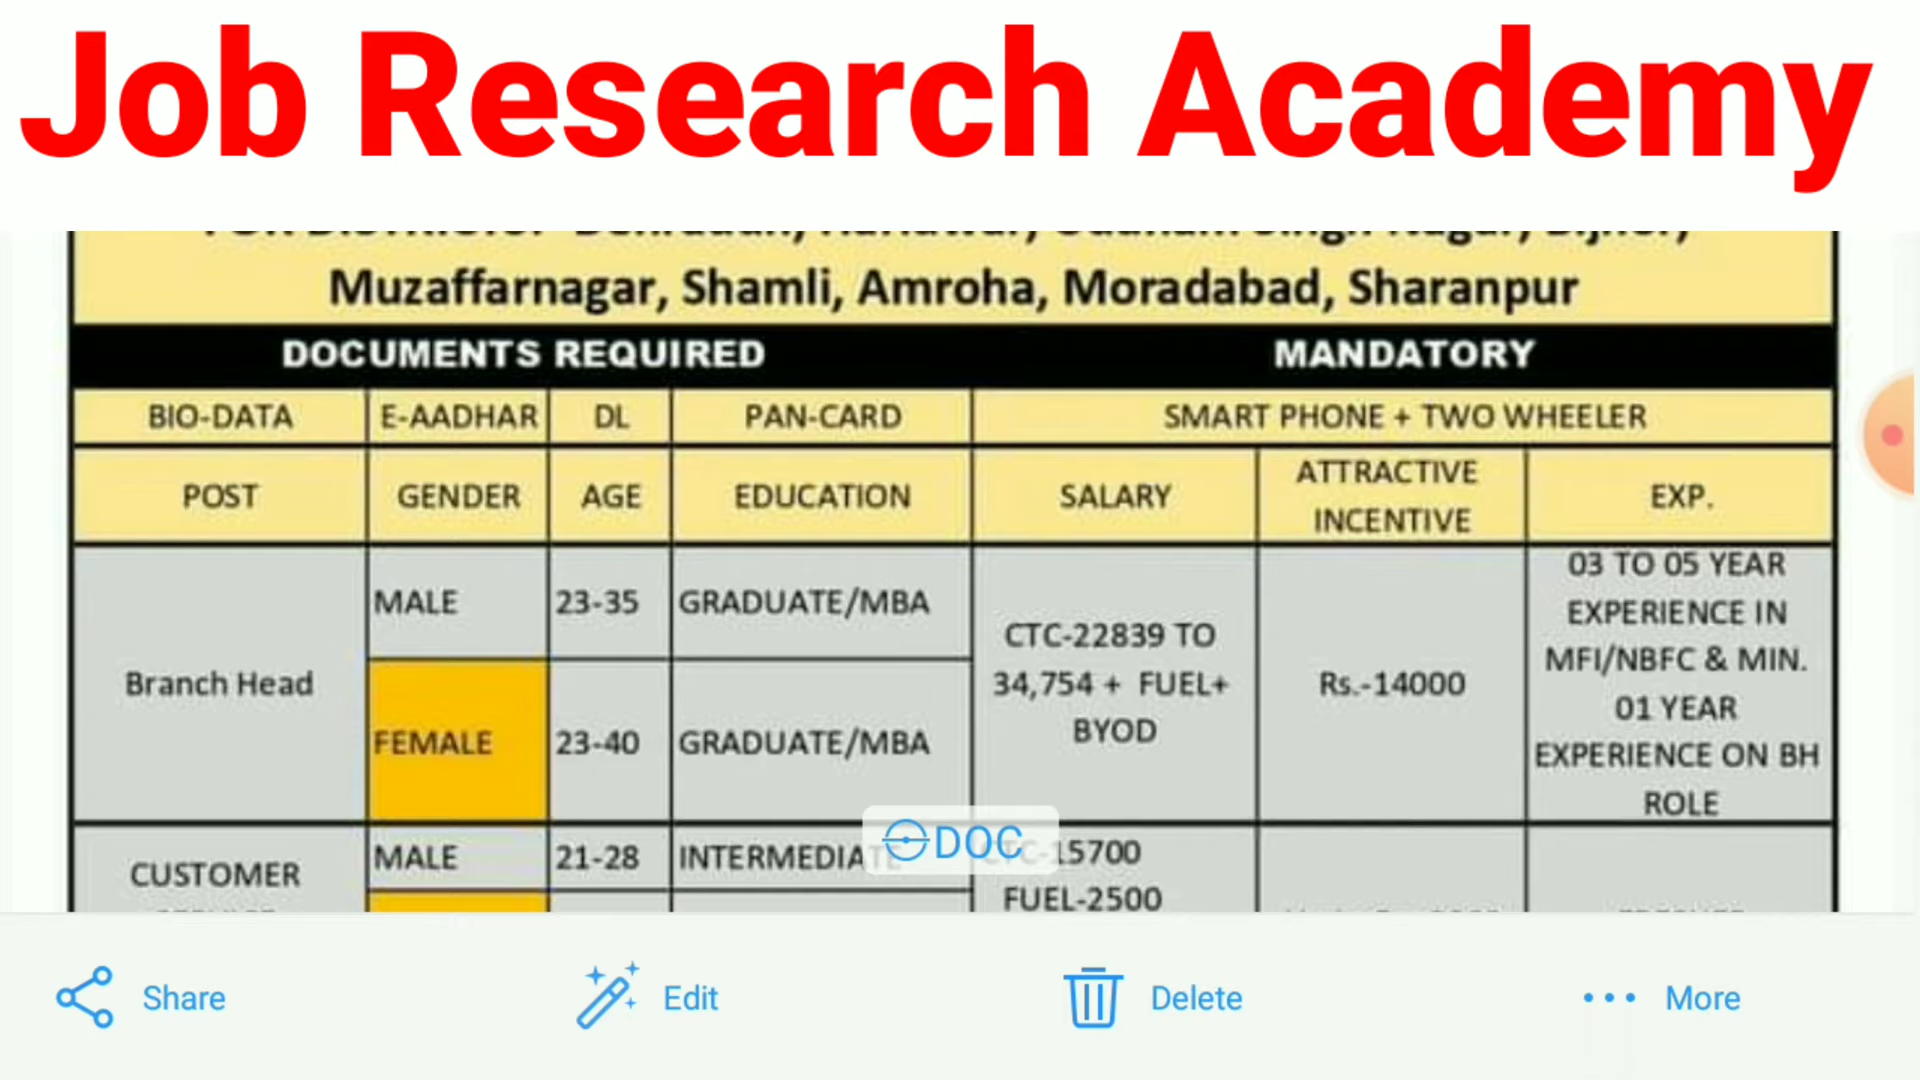 Job Research Academy
Muzaffarnagar, Shamli, Amroha, Moradabad, Sharanpur
DOCUMENTS REQUIRED MANDATORY
BIO-DATA E-AADHAR DL PAN-CARD SMART PHONE + TWO WHEELER
POST GENDER AGE EDUCATION SALARY ATTRACTIVE INCENTIVE EXP.
Branch Head
MALE 23-35 GRADUATE/MBA
FEMALE 23-40 GRADUATE/MBA
CTC-22839 TO
34,754 + FUEL+
BYOD
Rs.-14000
03 TO 05 YEAR
EXPERIENCE IN
MFI/NBFC & MIN.
01 YEAR
EXPERIENCE ON BH
ROLE
CUSTOMER
MALE 21-28 INTERMEDIATE
CTC-15700
FUEL-2500
DOC
Share Edit Delete More